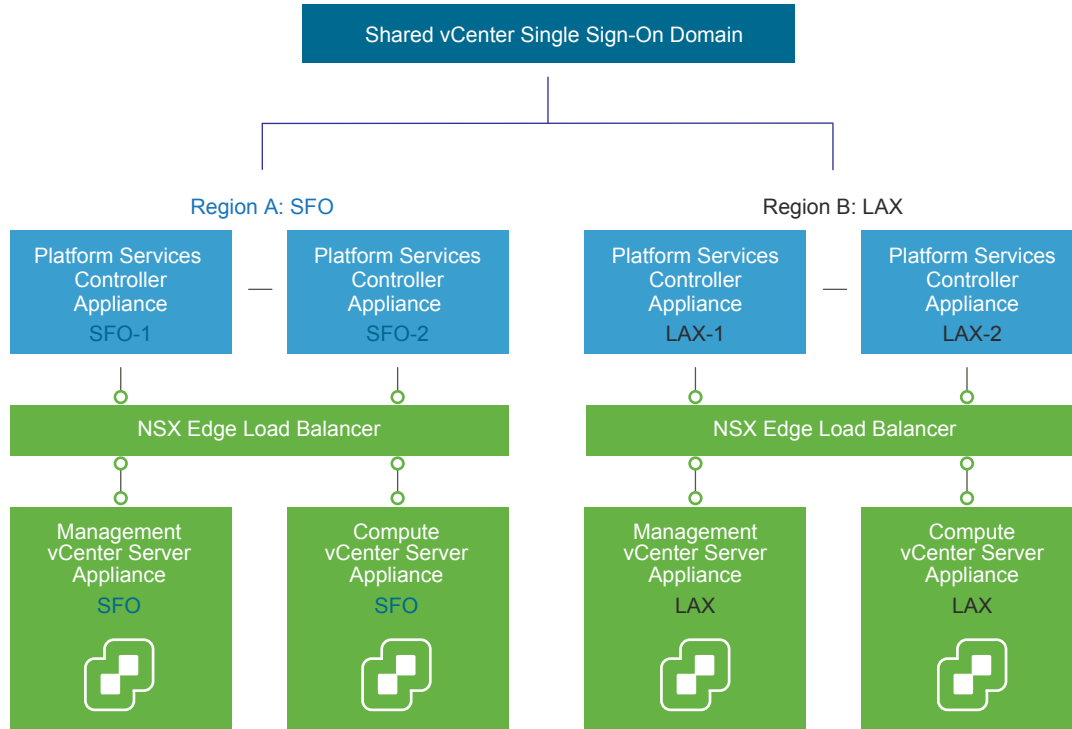 Shared vCenter Single Sign-On Domain
Region A: SFO
Region B: LAX
Platform Services
Controller
Appliance
SFO-1
Platform Services
Controller
Appliance
SFO-2
Platform Services
Controller
Appliance
LAX-1
Platform Services
Controller
Appliance
LAX-2
NSX Edge Load Balancer
NSX Edge Load Balancer
Management
vCenter Server
Appliance
SFO
Compute
vCenter Server
Appliance
SFO
Management
vCenter Server
Appliance
LAX
Compute
vCenter Server
Appliance
LAX